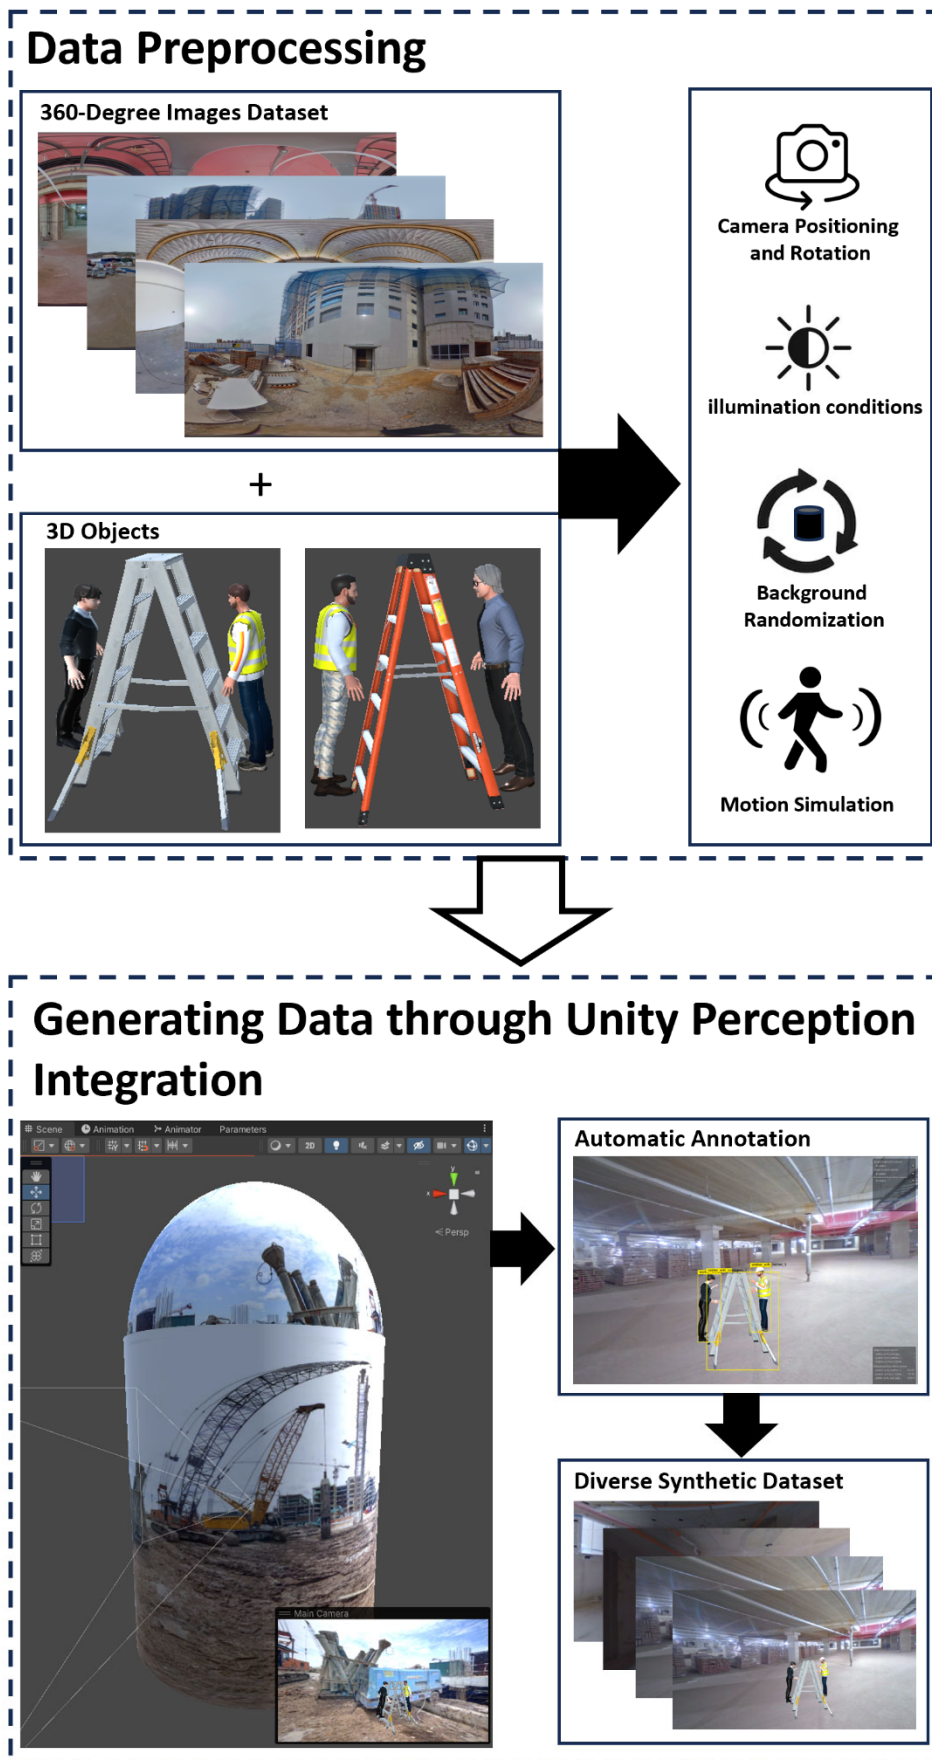 Data Preprocessing
360-Degree Images Dataset
+
3D Objects
Camera Positioning
and Rotation
illumination conditions
Background
Randomization
Motion Simulation
Generating Data through Unity Perception
Integration
Scene Animation Animator Parameters
2D
y
x
Persp
Main Camera
Automatic Annotation
Diverse Synthetic Dataset